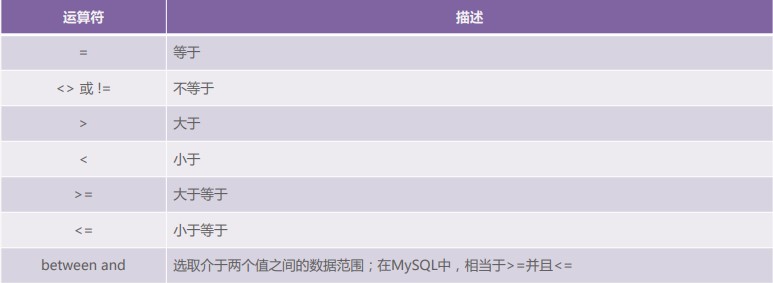 运算符 描述
= 等于
<> 或 != 不等于
> 大于
< 小于
>= 大于等于
<= 小于等于
between and 选取介于两个值之间的数据范围；在MySQL中，相当于>=并且<=